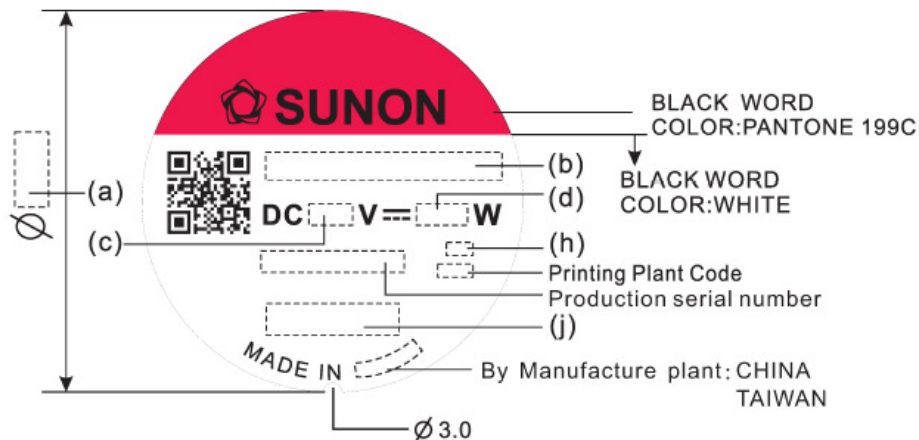 SUNON
BLACK WORD
COLOR:PANTONE 199C
(a)
(b)
BLACK WORD
COLOR:WHITE
(d)
DC V W
Ø
(c)
(h)
Printing Plant Code
Production serial number
(j)
MADE IN
By Manufacture plant: CHINA
TAIWAN
Ø 3.0